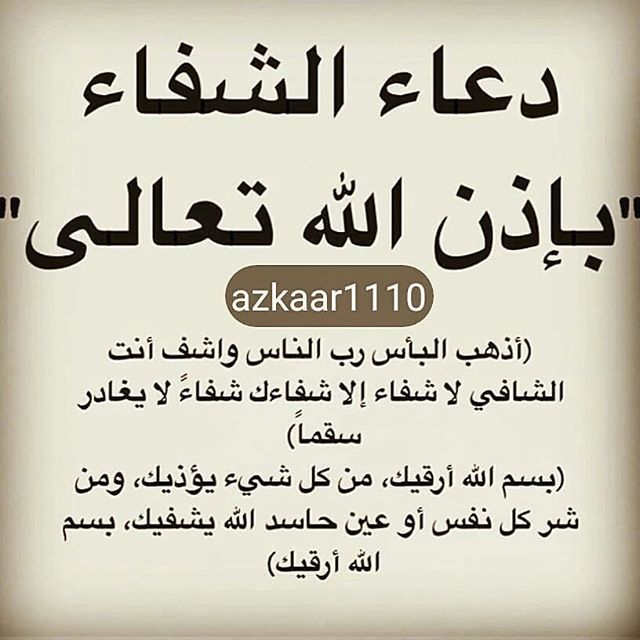 دعاء الشفاء
"بإذن الله تعالى"
azkaar1110
(أذهب البأس رب الناس واشف أنت
الشافي لا شفاء إلا شفاءك شفاءً لا يغادر
سقماً)
(بسم الله أرقيك، من كل شيء يؤذيك، ومن
شر كل نفس أو عين حاسد الله يشفيك، بسم
الله أرقيك)